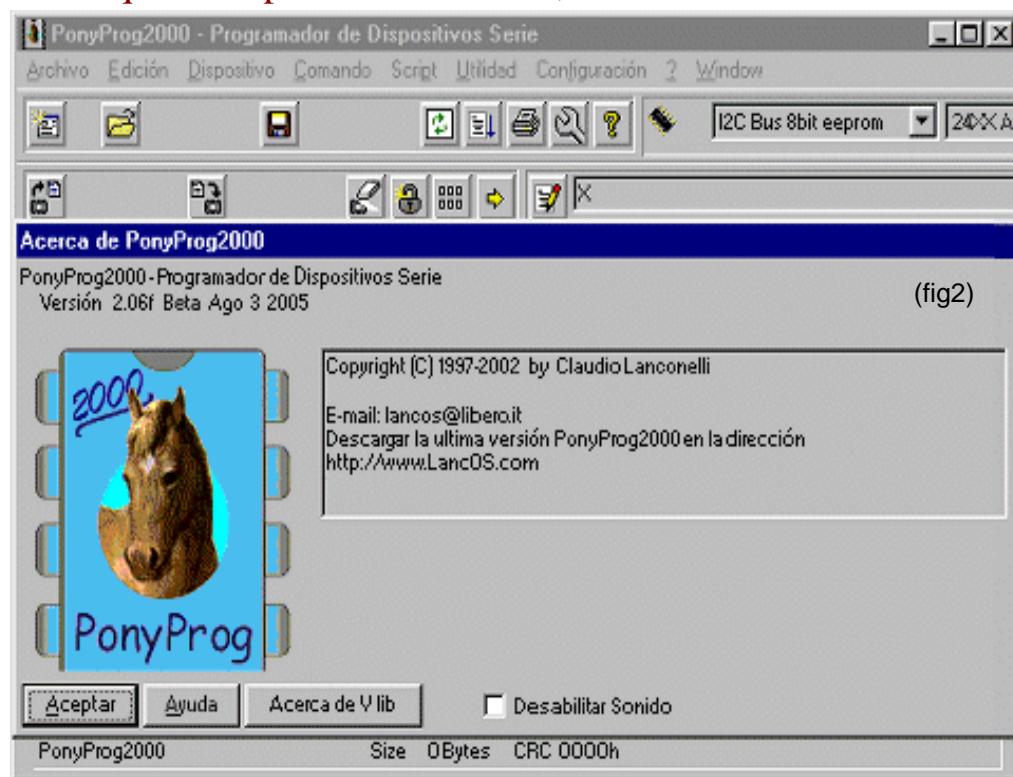 PonyProg2000 - Programador de Dispositivos Serie
Archivo Edición Dispositivo Comando Script Utilidad Configuración ? Window
I2C Bus 8bit eeprom 24XX A
Acerca de PonyProg2000
PonyProg2000 - Programador de Dispositivos Serie
Versión 2.06f Beta Ago 3 2005
(fig2)
2000
PonyProg
Copyright (C) 1997-2002 by Claudio Lanconelli
E-mail: lancos@libero.it
Descargar la ultima versión PonyProg2000 en la dirección
http://www.LancOS.com
Aceptar Ayuda Acerca de V lib Desabilitar Sonido
PonyProg2000 Size 0Bytes CRC 0000h